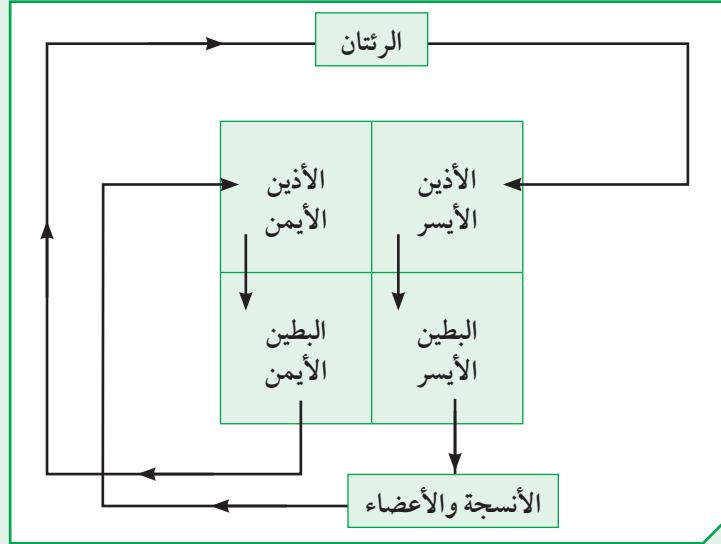 الرئتان
الأذين
الأيمن
الأذين
الأيسر
البطين
الأيمن
البطين
الأيسر
الأنسجة والأعضاء